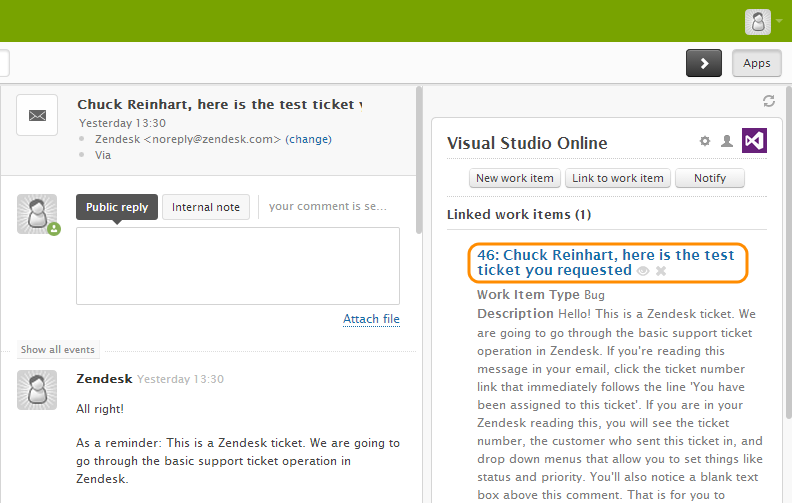 Apps
Chuck Reinhart, here is the test ticket
Yesterday 13:30
Zendesk <noreply@zendesk.com> (change)
Via
Public reply
Internal note
your comment is se...
Attach file
Show all events
Zendesk Yesterday 13:30
All right!
As a reminder: This is a Zendesk ticket. We are going to
go through the basic support ticket operation in
Zendesk.
Visual Studio Online
New work item
Link to work item
Notify
Linked work items (1)
46: Chuck Reinhart, here is the test
ticket you requested
Work Item Type Bug
Description Hello! This is a Zendesk ticket. We
are going to go through the basic support ticket
operation in Zendesk. If you're reading this
message in your email, click the ticket number
link that immediately follows the line 'You have
been assigned to this ticket'. If you are in your
Zendesk reading this, you will see the ticket
number, the customer who sent this ticket in, and
drop down menus that allow you to set things like
status and priority. You'll also notice a blank text
box above this comment. That is for you to